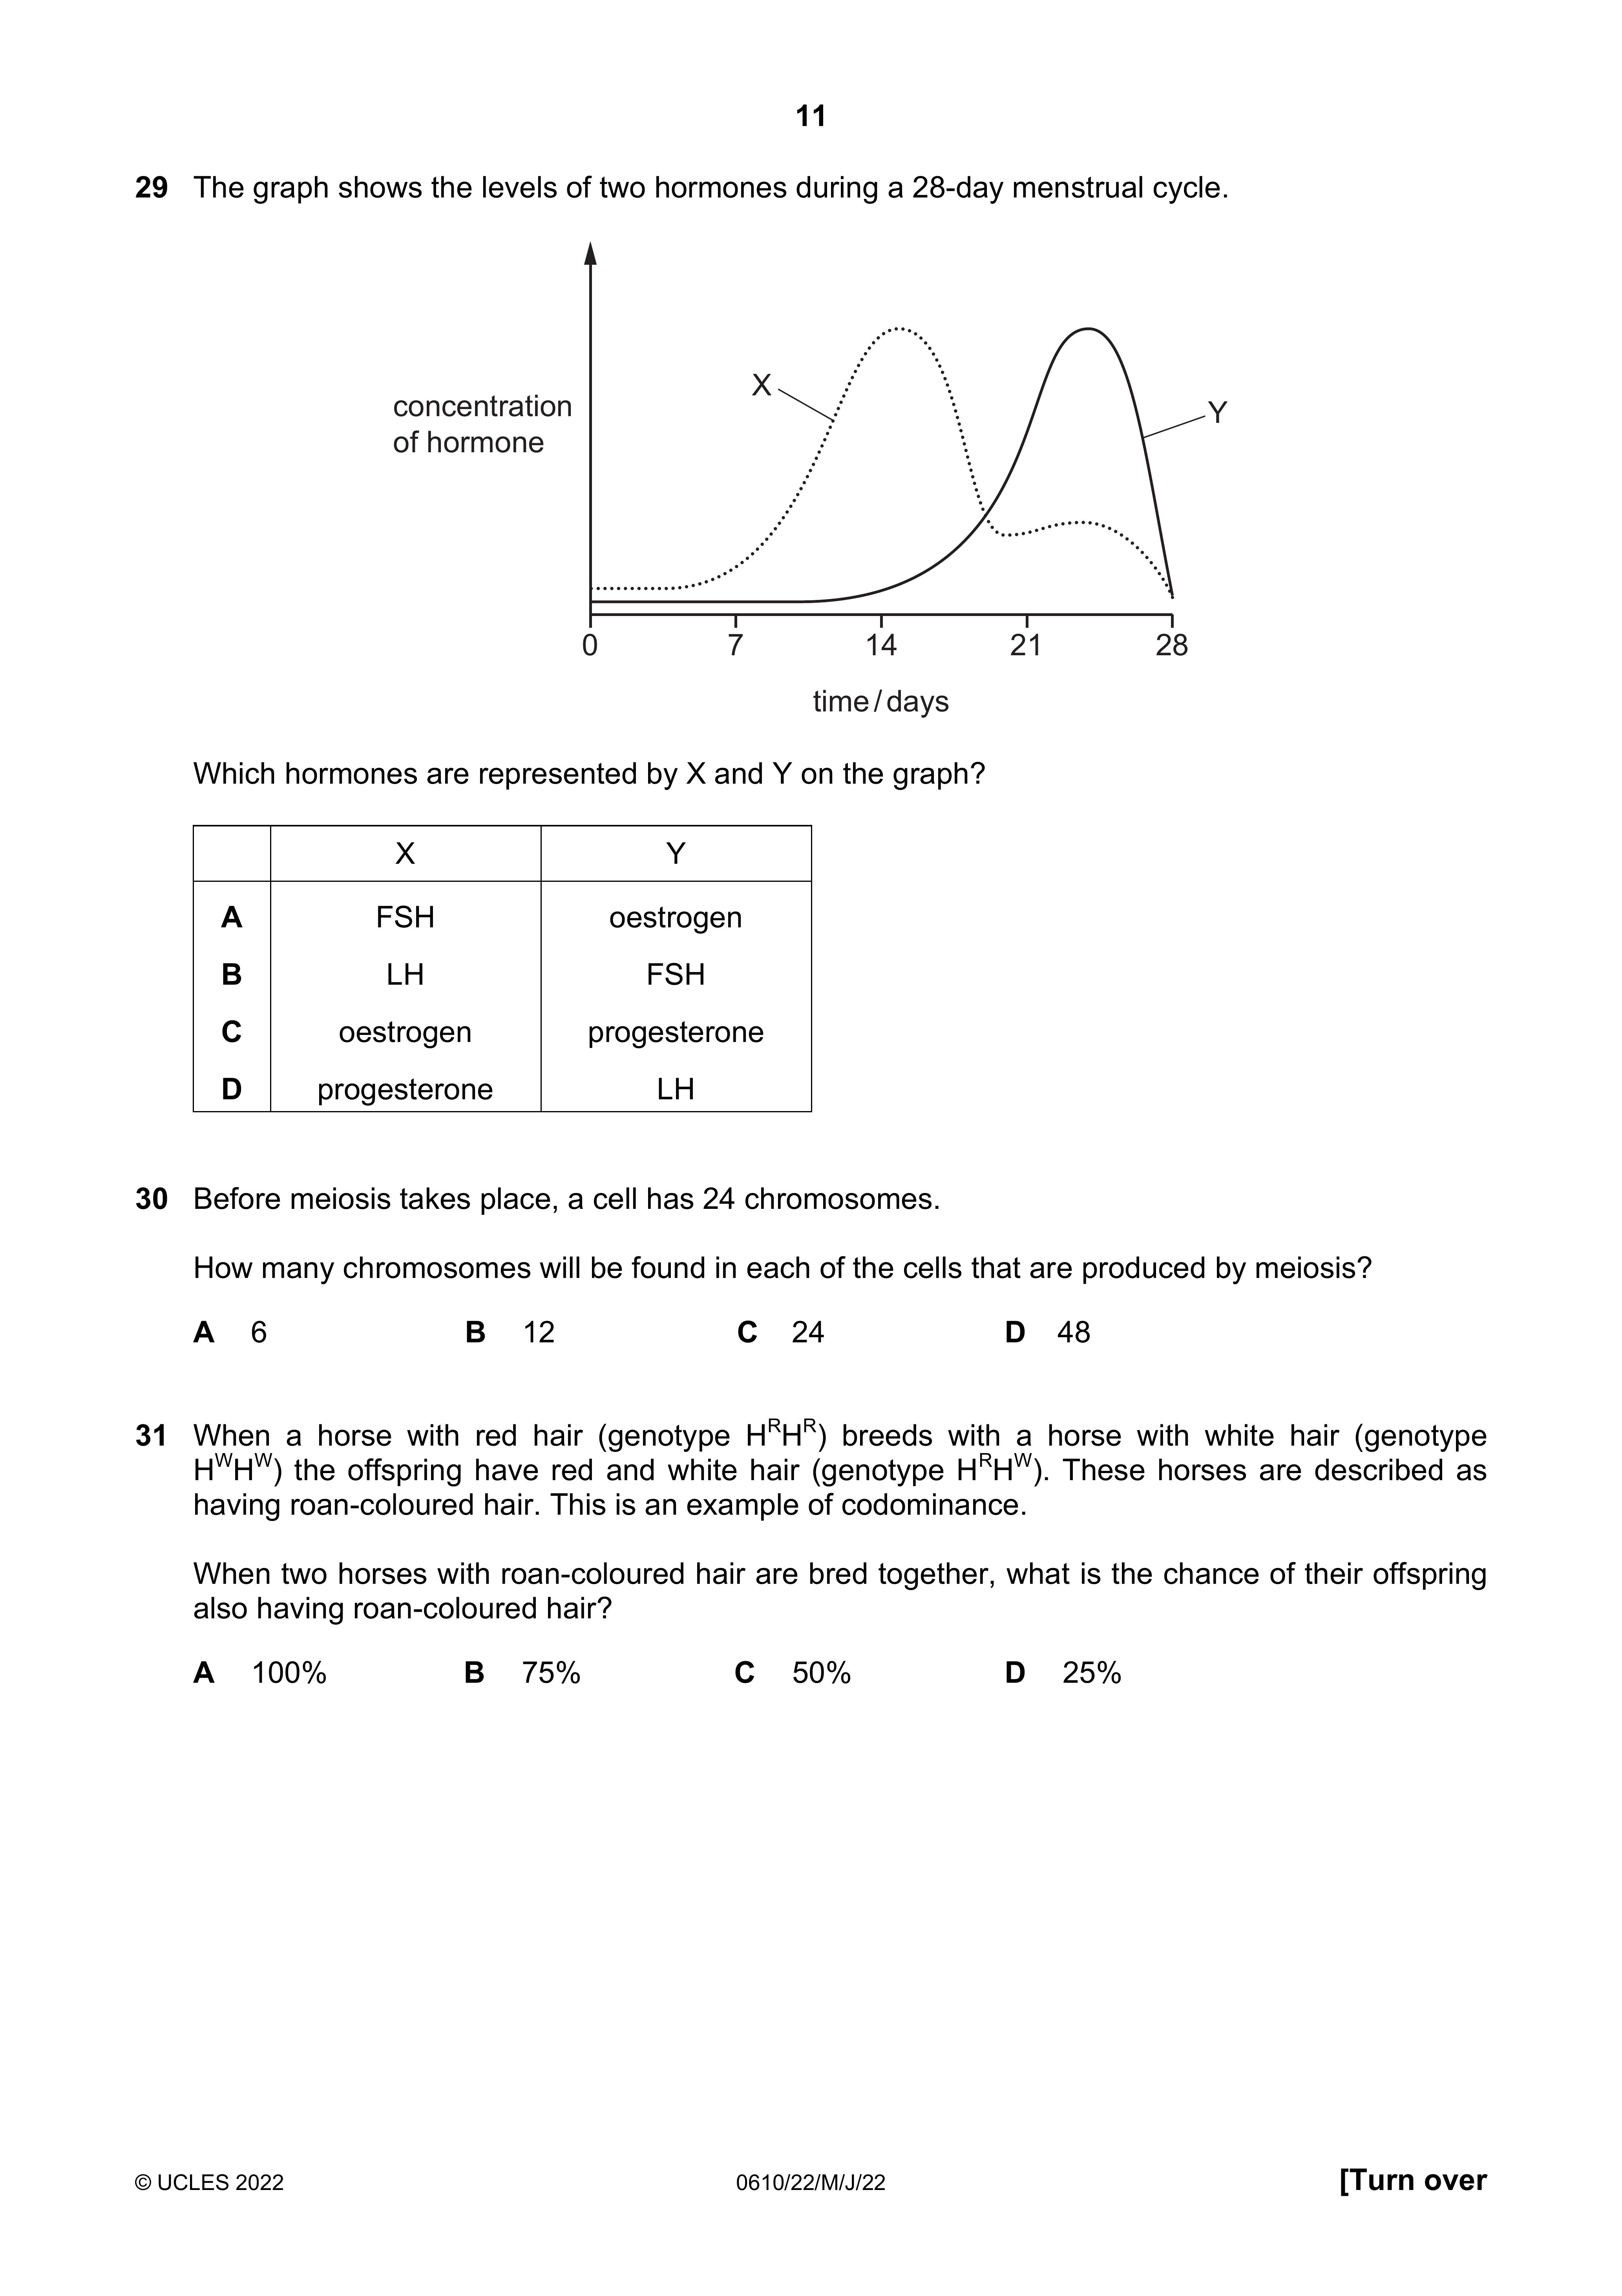 11
29 The graph shows the levels of two hormones during a 28-day menstrual cycle.
concentration
of hormone
X
Y
0 7 14 21 28
time / days
Which hormones are represented by X and Y on the graph?
X Y
A FSH oestrogen
B LH FSH
C oestrogen progesterone
D progesterone LH
30 Before meiosis takes place, a cell has 24 chromosomes.
How many chromosomes will be found in each of the cells that are produced by meiosis?
A 6 B 12 C 24 D 48
31 When a horse with red hair (genotype HᴿHᴿ) breeds with a horse with white hair (genotype
HᵂHᵂ) the offspring have red and white hair (genotype HᴿHᵂ). These horses are described as
having roan-coloured hair. This is an example of codominance.
When two horses with roan-coloured hair are bred together, what is the chance of their offspring
also having roan-coloured hair?
A 100% B 75% C 50% D 25%
© UCLES 2022 0610/22/M/J/22 [Turn over